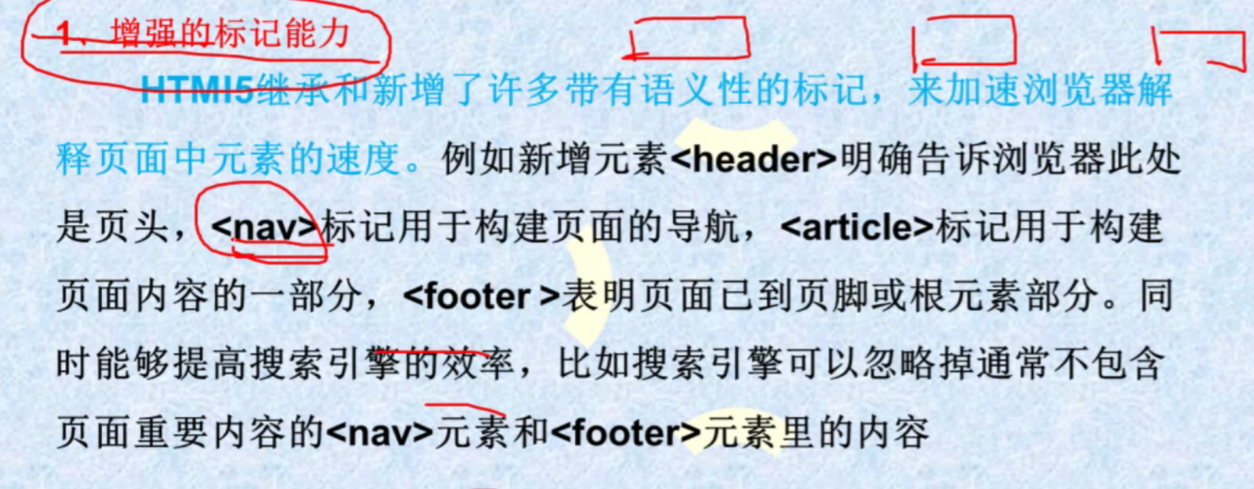 1、增强的标记能力
HTMl5继承和新增了许多带有语义性的标记，来加速浏览器解
释页面中元素的速度。例如新增元素<header>明确告诉浏览器此处
是页头，<nav>标记用于构建页面的导航，<article>标记用于构建
页面内容的一部分，<footer >表明页面已到页脚或根元素部分。同
时能够提高搜索引擎的效率，比如搜索引擎可以忽略掉通常不包含
页面重要内容的<nav>元素和<footer>元素里的内容